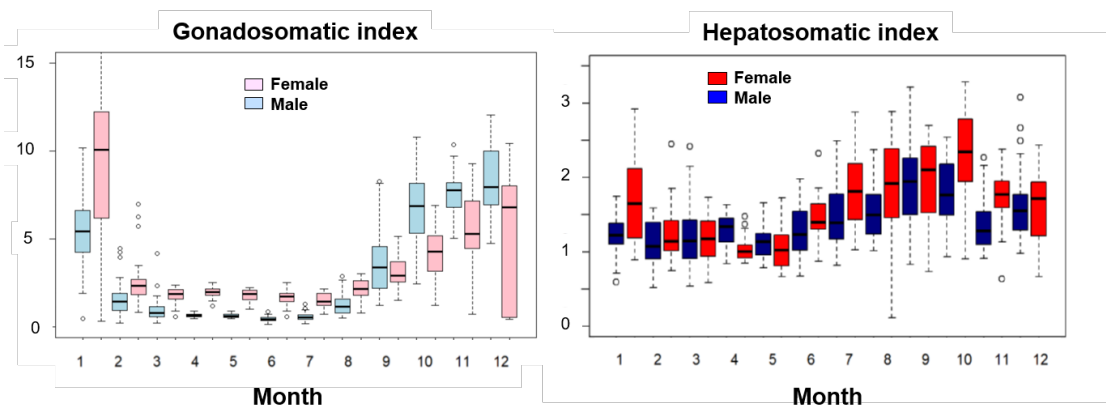 Gonadosomatic index
15
10
5
0
Female
Male
1 2 3 4 5 6 7 8 9 10 11 12
Month
Hepatosomatic index
3
2
1
0
Female
Male
1 2 3 4 5 6 7 8 9 10 11 12
Month